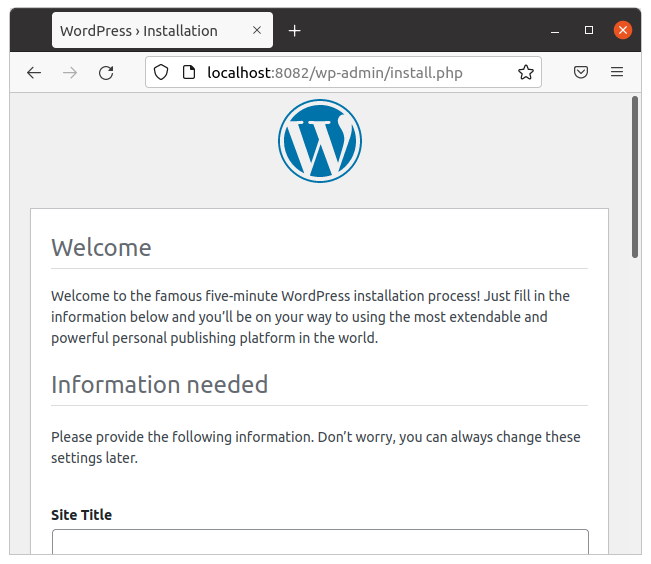 WordPress › Installation
localhost:8082/wp-admin/install.php
Welcome
Welcome to the famous five-minute WordPress installation process! Just fill in the
information below and you’ll be on your way to using the most extendable and
powerful personal publishing platform in the world.
Information needed
Please provide the following information. Don’t worry, you can always change these
settings later.
Site Title